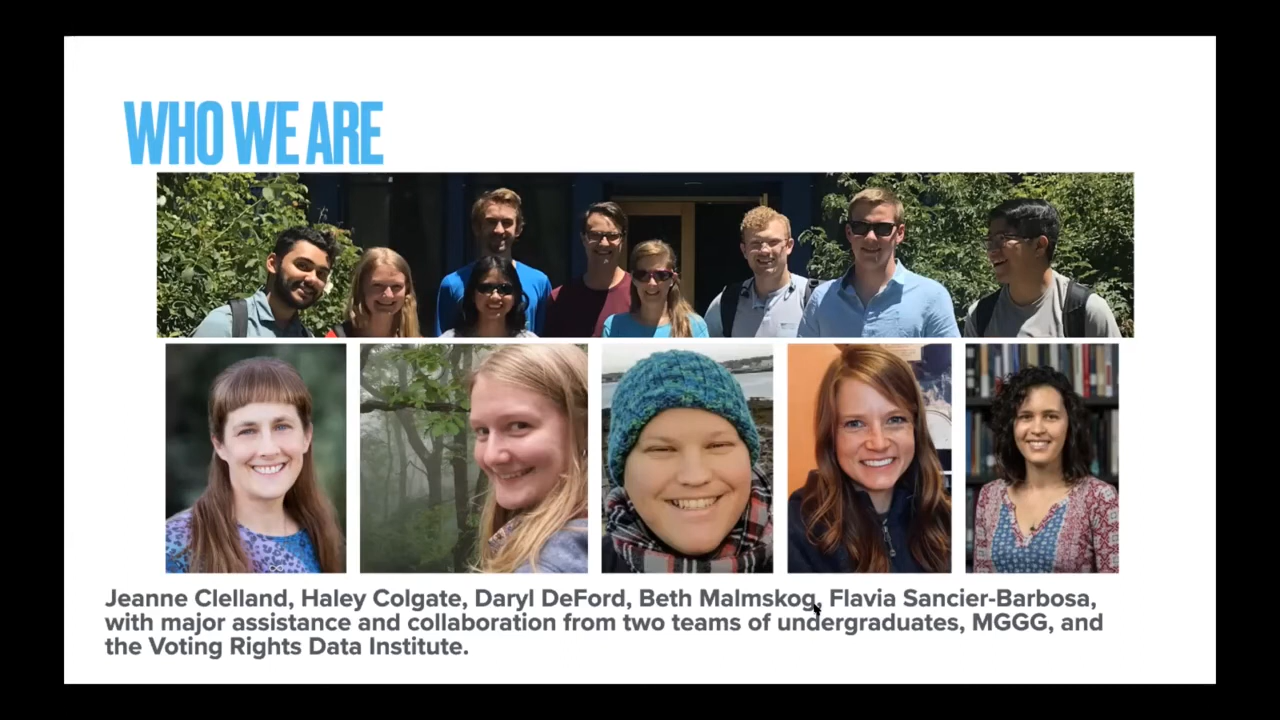 WHO WE ARE
Jeanne Clelland, Haley Colgate, Daryl DeFord, Beth Malmskog, Flavia Sancier-Barbosa,
with major assistance and collaboration from two teams of undergraduates, MGGG, and
the Voting Rights Data Institute.